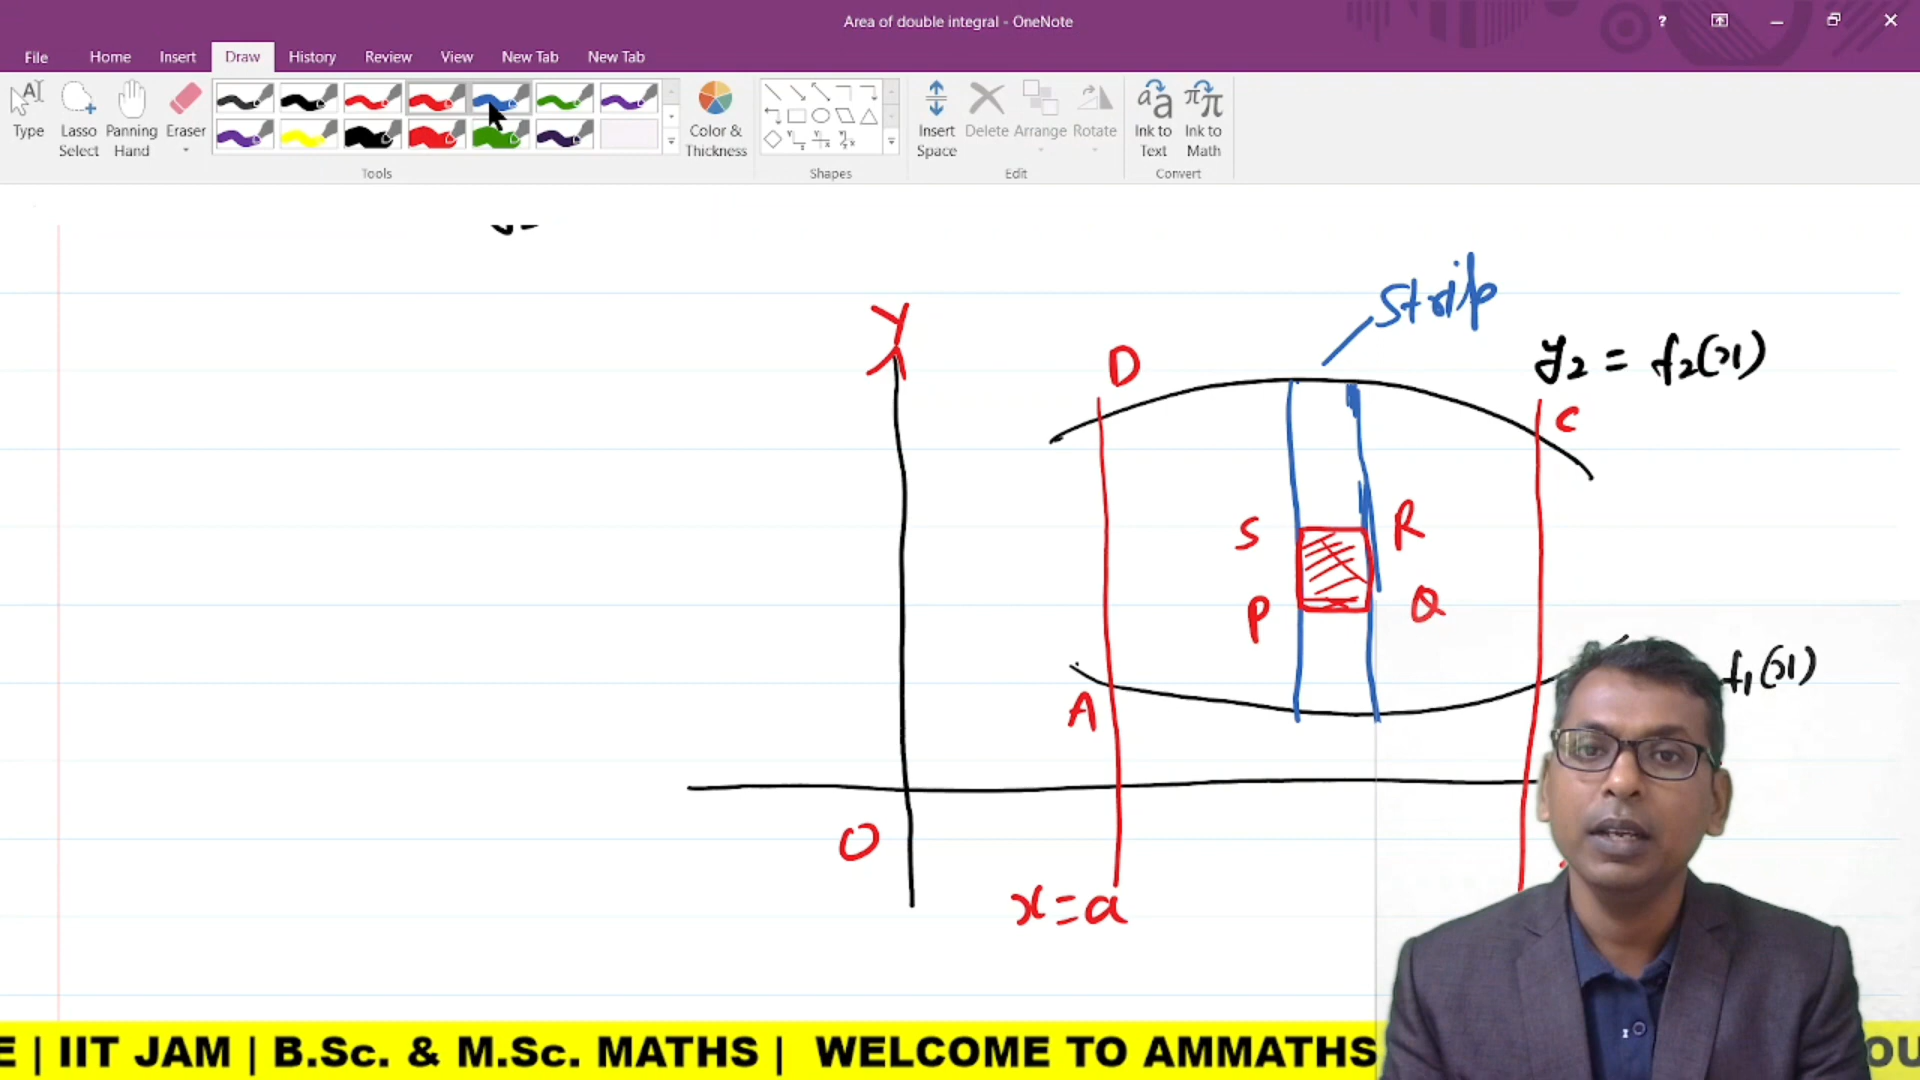 Area of double integral - OneNote
?
File Home Insert Draw History Review View New Tab New Tab
Type
Lasso Select
Panning Hand
Eraser
Color & Thickness
Insert Space
Delete
Arrange
Rotate
Ink to Text
Ink to Math
Tools
Shapes
Edit
Convert
Strip
Y
D
y₂ = f₂(x)
C
S
R
P
Q
f₁(x)
A
O
x=a
E | IIT JAM | B.Sc. & M.Sc. MATHS | WELCOME TO AMMATHS